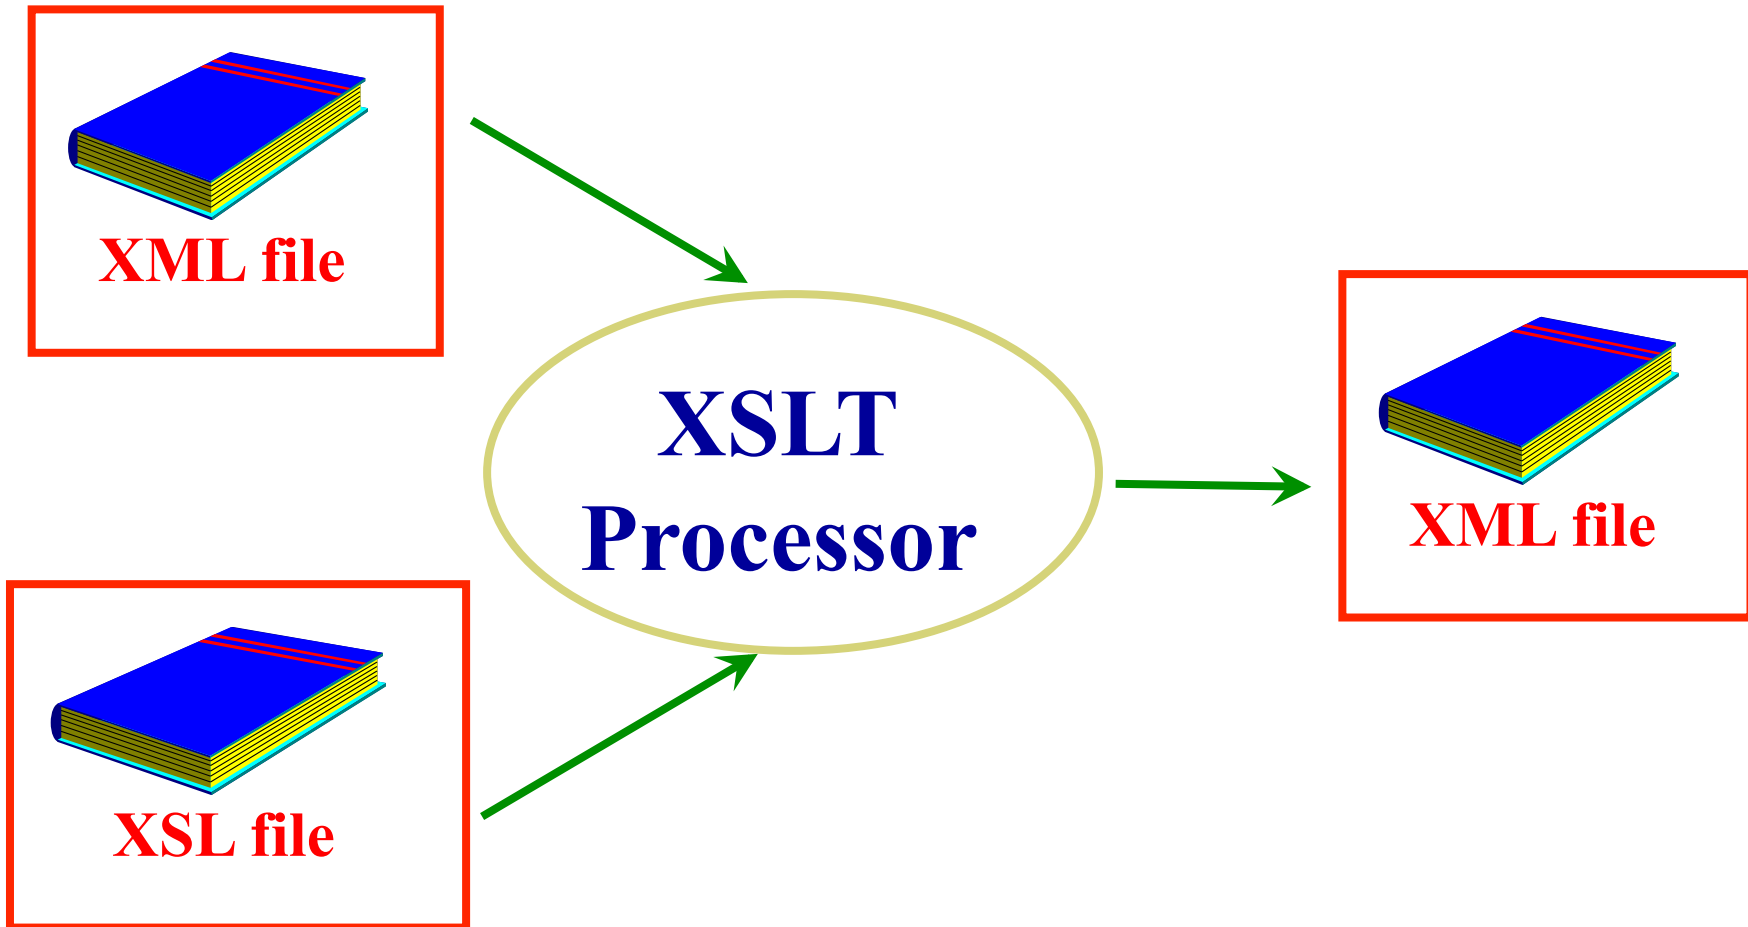 XML file
XSLT
Processor
XML file
XSL file